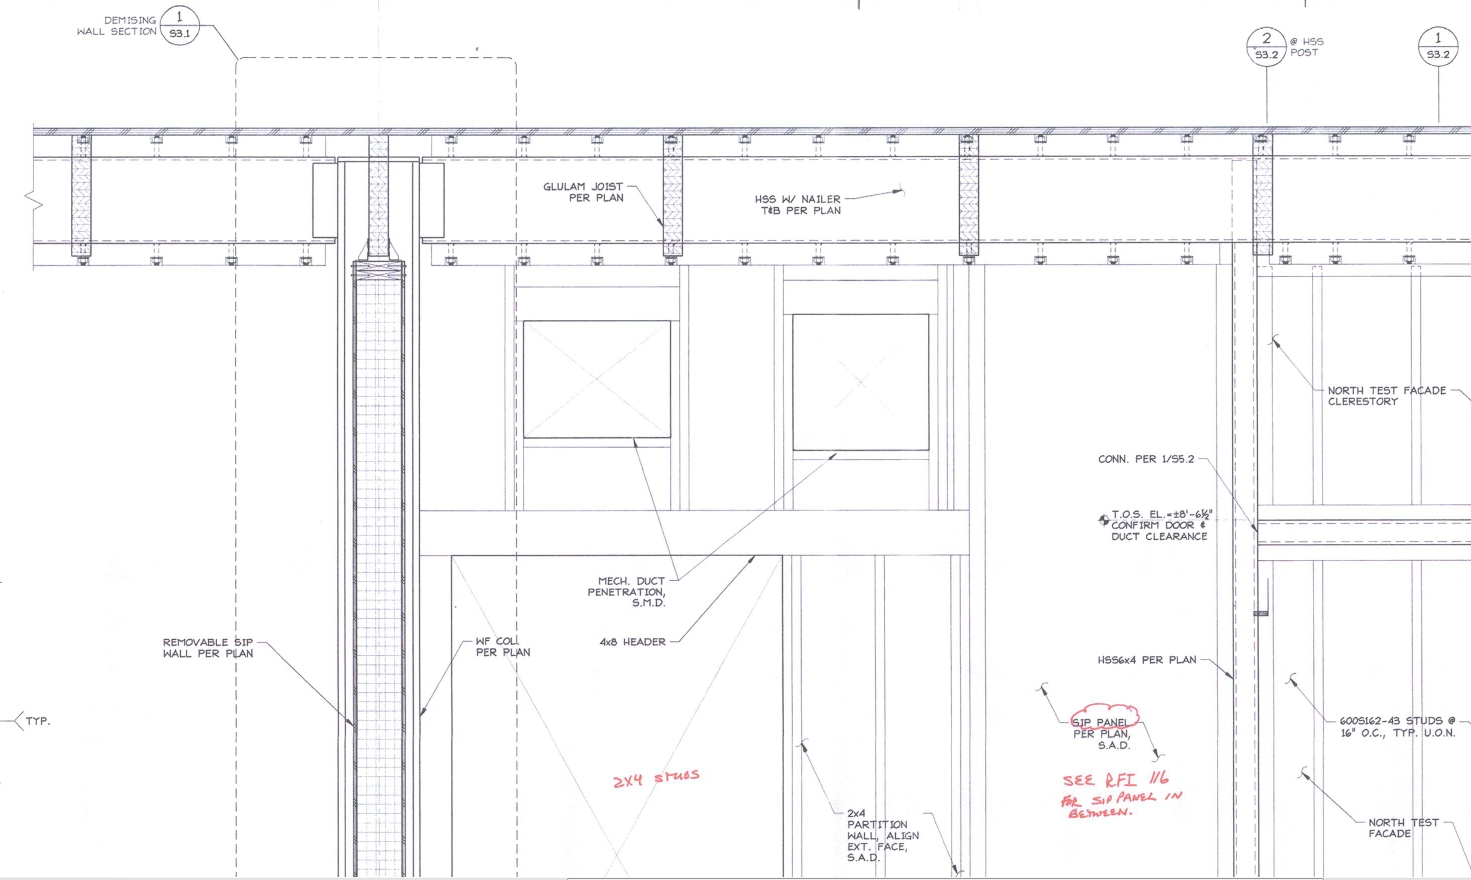 DEMISING
WALL SECTION
1
S3.1
2
S3.2
@ HSS
POST
1
S3.2
GLULAM JOIST
PER PLAN
HSS W/ NAILER
T&B PER PLAN
NORTH TEST FACADE
CLERESTORY
CONN. PER 1/S5.2
T.O.S. EL.=±8'-6½"
CONFIRM DOOR &
DUCT CLEARANCE
MECH. DUCT
PENETRATION,
S.M.D.
4x8 HEADER
REMOVABLE SIP
WALL PER PLAN
WF COL.
PER PLAN
HSS6x4 PER PLAN
TYP.
SIP PANEL
PER PLAN,
S.A.D.
600S162-43 STUDS @
16" O.C., TYP. U.O.N.
2X4 STUDS
SEE RFI 116
FOR SIP PANEL IN
BETWEEN.
2x4
PARTITION
WALL, ALIGN
EXT. FACE,
S.A.D.
NORTH TEST
FACADE